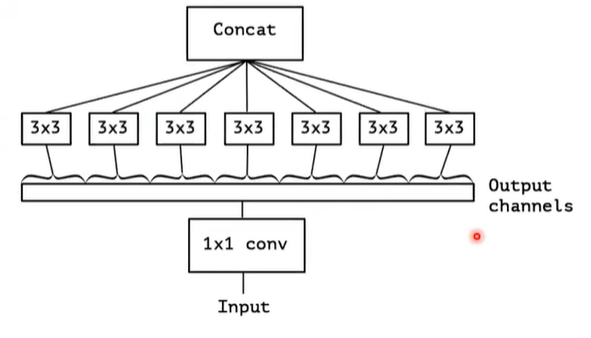 Concat
3x3 3x3 3x3 3x3 3x3 3x3 3x3
Output
channels
1x1 conv
Input